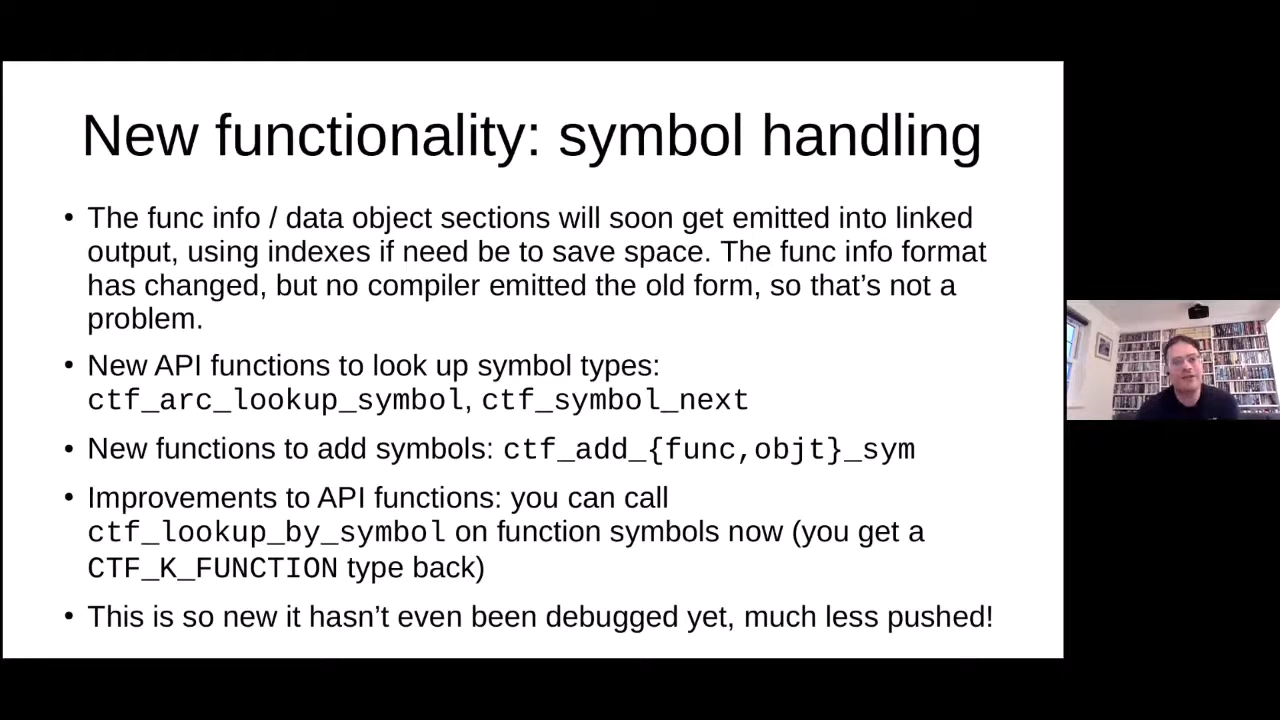 New functionality: symbol handling
• The func info / data object sections will soon get emitted into linked
output, using indexes if need be to save space. The func info format
has changed, but no compiler emitted the old form, so that’s not a
problem.
• New API functions to look up symbol types:
ctf_arc_lookup_symbol, ctf_symbol_next
• New functions to add symbols: ctf_add_{func,objt}_sym
• Improvements to API functions: you can call
ctf_lookup_by_symbol on function symbols now (you get a
CTF_K_FUNCTION type back)
• This is so new it hasn’t even been debugged yet, much less pushed!